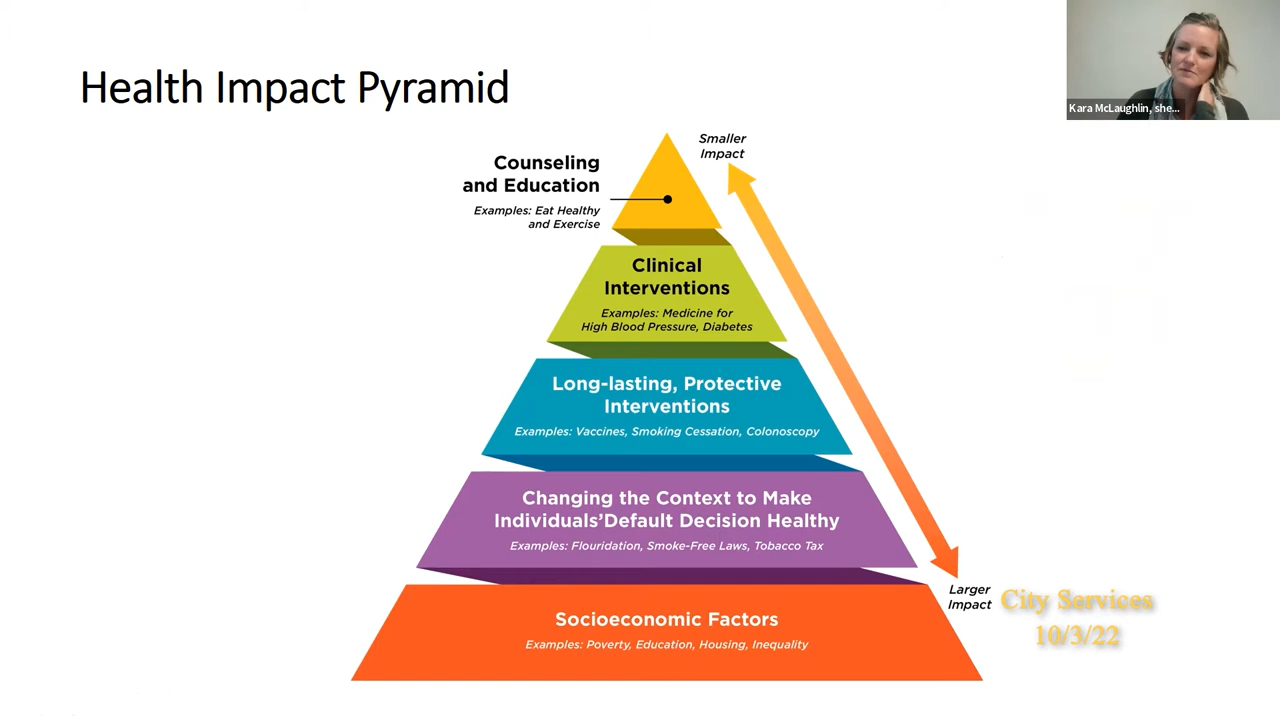 Health Impact Pyramid
Kara McLaughlin, she...
Smaller
Impact
Counseling
and Education
Examples: Eat Healthy
and Exercise
Clinical
Interventions
Examples: Medicine for
High Blood Pressure, Diabetes
Long-lasting, Protective
Interventions
Examples: Vaccines, Smoking Cessation, Colonoscopy
Changing the Context to Make
Individuals’Default Decision Healthy
Examples: Flouridation, Smoke-Free Laws, Tobacco Tax
Larger
Impact
City Services
10/3/22
Socioeconomic Factors
Examples: Poverty, Education, Housing, Inequality